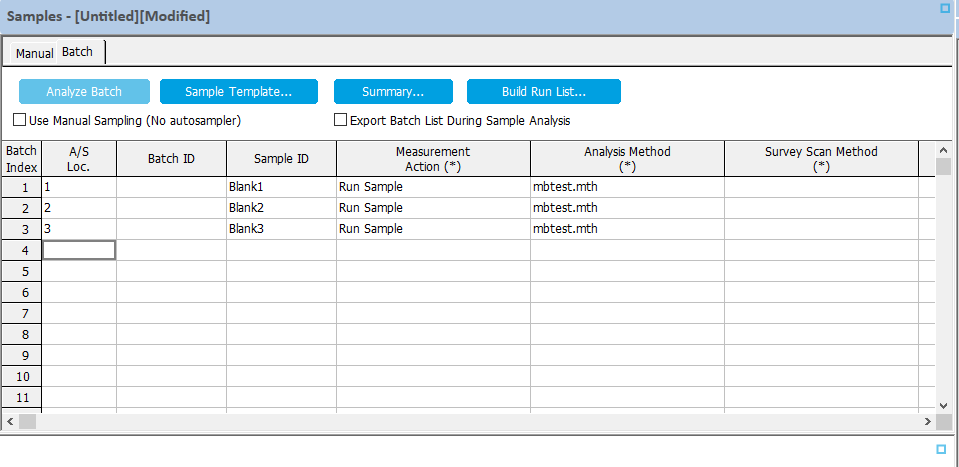 Samples - [Untitled][Modified]
Manual Batch
Analyze Batch Sample Template... Summary... Build Run List...
Use Manual Sampling (No autosampler) Export Batch List During Sample Analysis
Batch Index A/S Loc. Batch ID Sample ID Measurement Action (*) Analysis Method (*) Survey Scan Method (*)
1 1 Blank1 Run Sample mbtest.mth
2 2 Blank2 Run Sample mbtest.mth
3 3 Blank3 Run Sample mbtest.mth
4
5
6
7
8
9
10
11